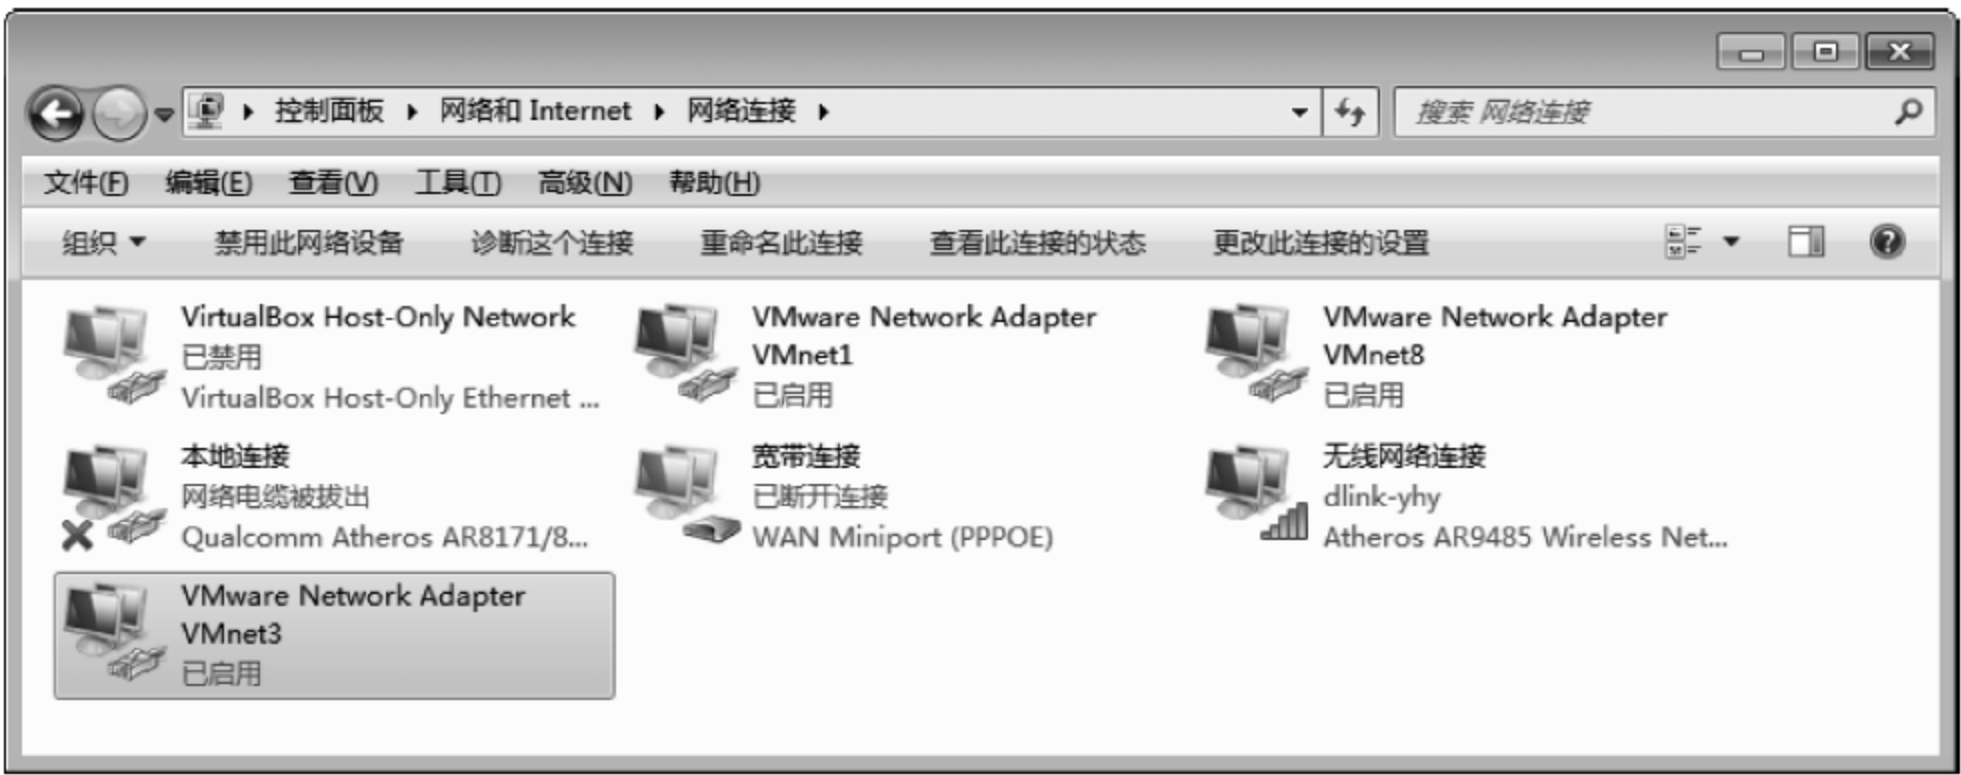 控制面板 网络和 Internet 网络连接
搜索 网络连接
文件(F) 编辑(E) 查看(V) 工具(T) 高级(N) 帮助(H)
组织 禁用此网络设备 诊断这个连接 重命名此连接 查看此连接的状态 更改此连接的设置
VirtualBox Host-Only Network
已禁用
VirtualBox Host-Only Ethernet ...
VMware Network Adapter
VMnet1
已启用
VMware Network Adapter
VMnet8
已启用
本地连接
网络电缆被拔出
Qualcomm Atheros AR8171/8...
宽带连接
已断开连接
WAN Miniport (PPPOE)
无线网络连接
dlink-yhy
Atheros AR9485 Wireless Net...
VMware Network Adapter
VMnet3
已启用